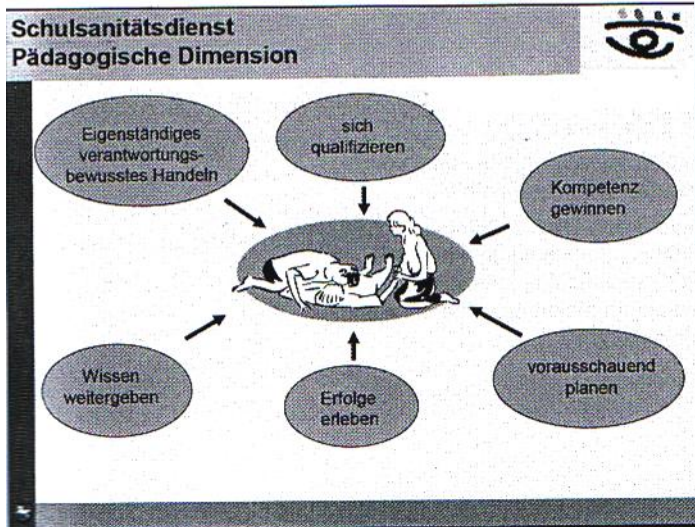 Schulsanitätsdienst
Pädagogische Dimension
Eigenständiges
verantwortungs-
bewusstes Handeln
sich
qualifizieren
Kompetenz
gewinnen
Wissen
weitergeben
Erfolge
erleben
vorausschauend
planen